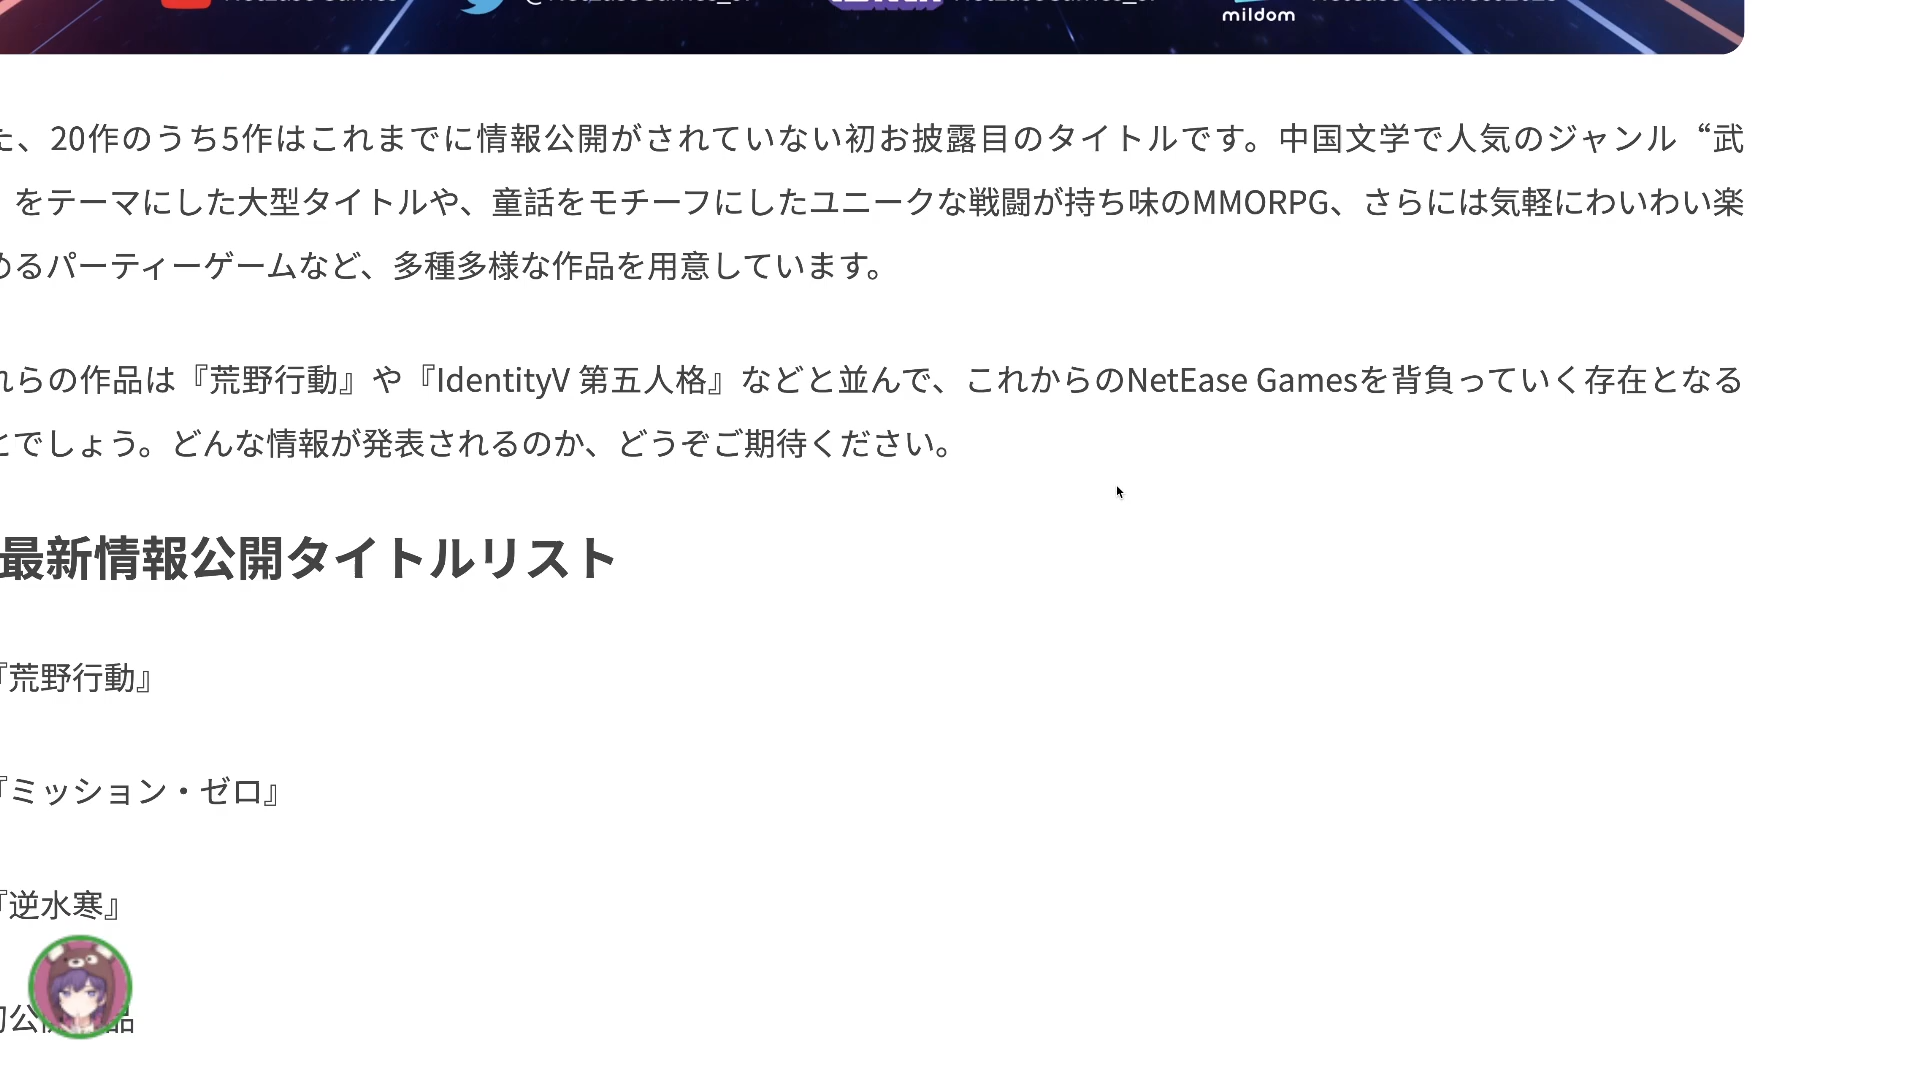 mildom
、20作のうち5作はこれまでに情報公開がされていない初お披露目のタイトルです。中国文学で人気のジャンル“武
をテーマにした大型タイトルや、童話をモチーフにしたユニークな戦闘が持ち味のMMORPG、さらには気軽にわいわい楽
めるパーティーゲームなど、多種多様な作品を用意しています。
れらの作品は『荒野行動』や『IdentityV 第五人格』などと並んで、これからのNetEase Gamesを背負っていく存在となる
とでしょう。どんな情報が発表されるのか、どうぞご期待ください。
最新情報公開タイトルリスト
『荒野行動』
『ミッション・ゼロ』
『逆水寒』
公 品